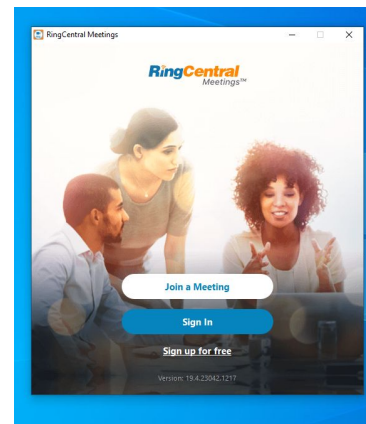 RingCentral Meetings
RingCentral
Meetings™
Join a Meeting
Sign In
Sign up for free
Version: 19.4.23042.1217